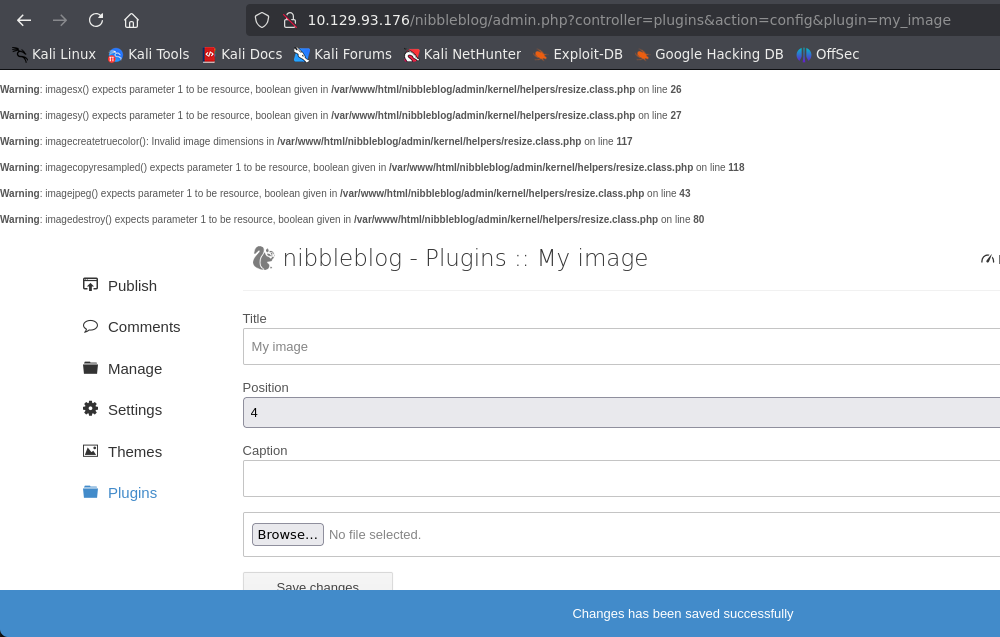 10.129.93.176/nibbleblog/admin.php?controller=plugins&action=config&plugin=my_image
Kali Linux Kali Tools Kali Docs Kali Forums Kali NetHunter Exploit-DB Google Hacking DB OffSec
Warning: imagesx() expects parameter 1 to be resource, boolean given in /var/www/html/nibbleblog/admin/kernel/helpers/resize.class.php on line 26
Warning: imagesy() expects parameter 1 to be resource, boolean given in /var/www/html/nibbleblog/admin/kernel/helpers/resize.class.php on line 27
Warning: imagecreatetruecolor(): Invalid image dimensions in /var/www/html/nibbleblog/admin/kernel/helpers/resize.class.php on line 117
Warning: imagecopyresampled() expects parameter 1 to be resource, boolean given in /var/www/html/nibbleblog/admin/kernel/helpers/resize.class.php on line 118
Warning: imagejpeg() expects parameter 1 to be resource, boolean given in /var/www/html/nibbleblog/admin/kernel/helpers/resize.class.php on line 43
Warning: imagedestroy() expects parameter 1 to be resource, boolean given in /var/www/html/nibbleblog/admin/kernel/helpers/resize.class.php on line 80
nibbleblog - Plugins :: My image
Publish
Comments
Manage
Settings
Themes
Plugins
Title
My image
Position
4
Caption
Browse... No file selected.
Save changes
Changes has been saved successfully